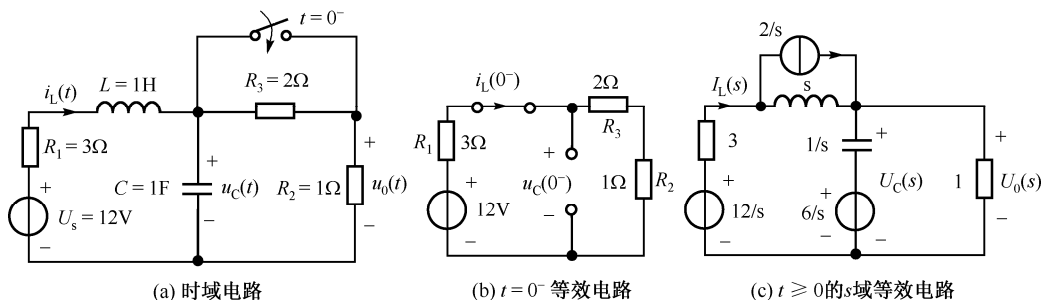 t=0⁻
R₃=2Ω
L=1H
i_L(t)
R₁=3Ω
+
C=1F
+
u_C(t)
−
R₂=1Ω
+
u₀(t)
−
U_s=12V
−
(a) 时域电路
i_L(0⁻)
2Ω
R₃
R₁
3Ω
+
12V
−
+
u_C(0⁻)
−
1Ω
R₂
(b) t=0⁻ 等效电路
2/s
I_L(s)
s
3
+
12/s
−
1/s
+
+
U_C(s)
6/s
−
−
+
1
U₀(s)
−
(c) t ≥ 0的s域等效电路